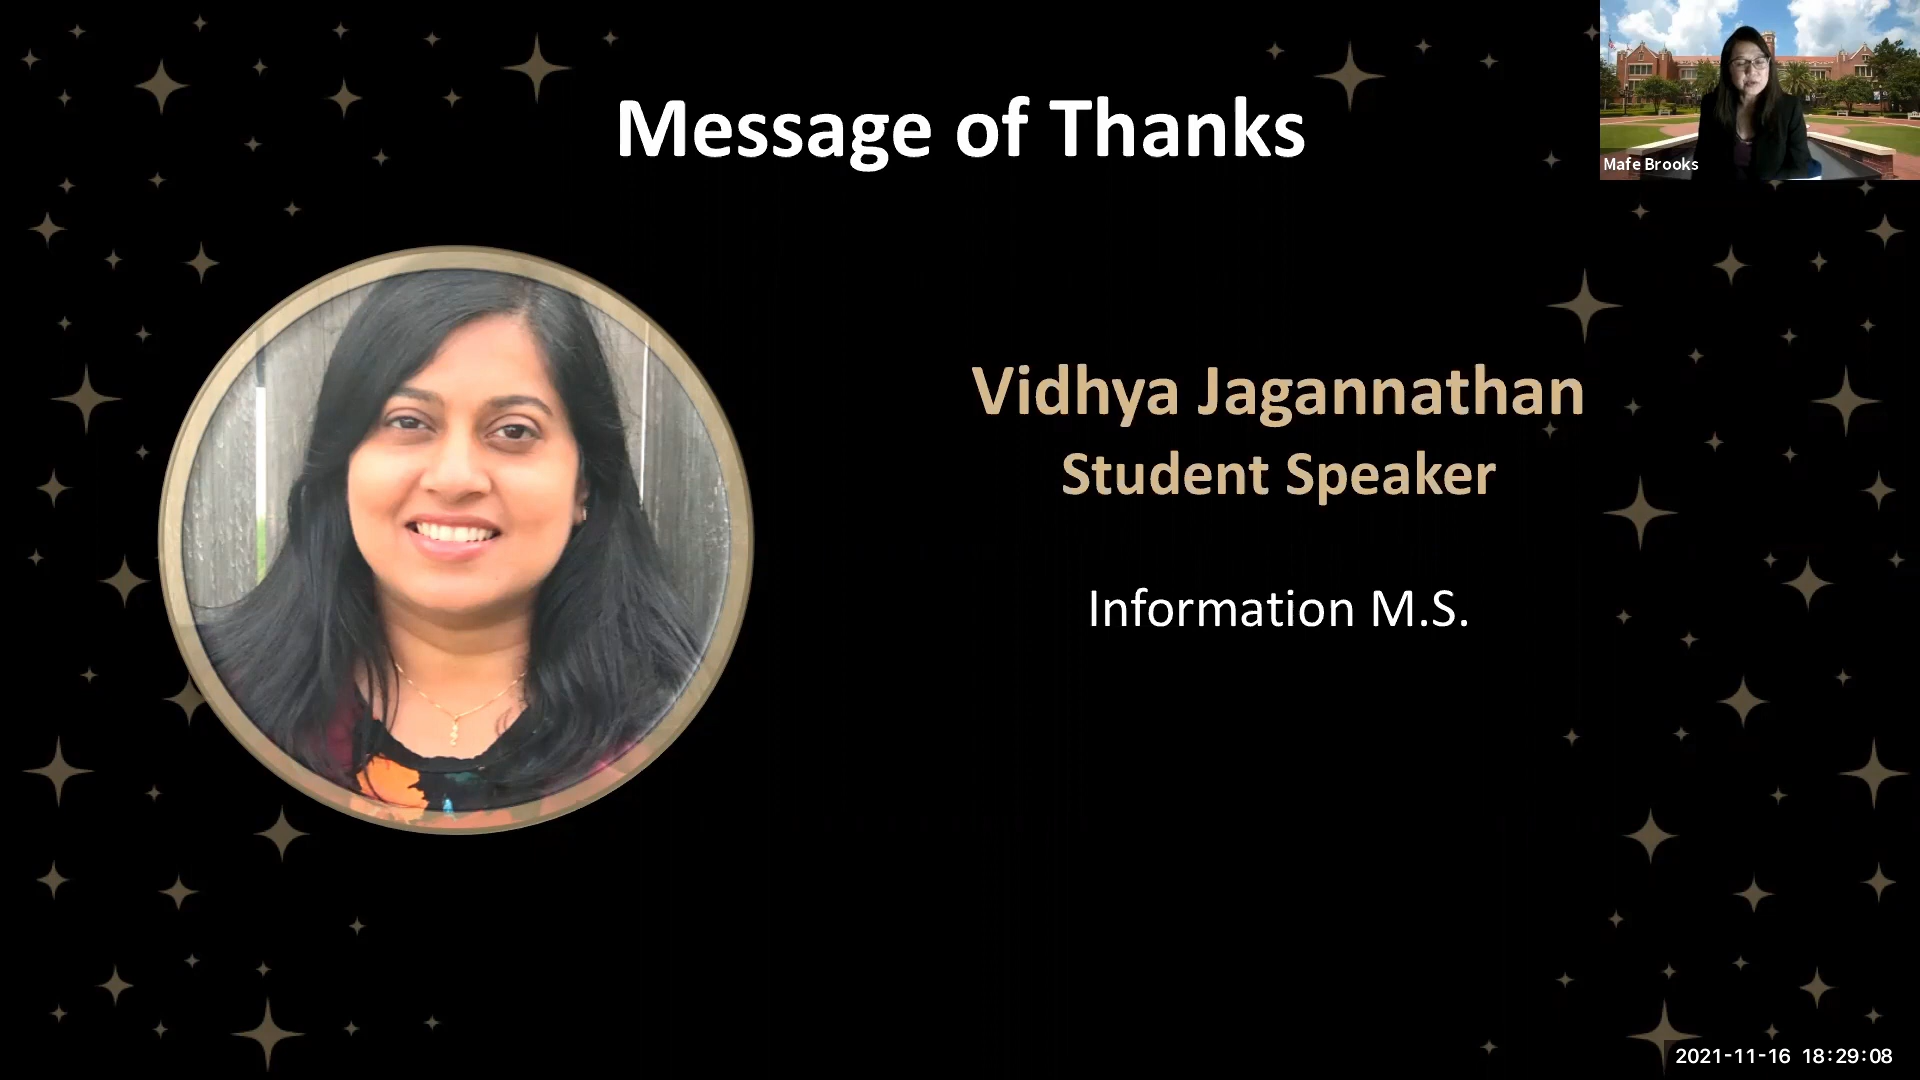 Message of Thanks
Mafe Brooks
Vidhya Jagannathan
Student Speaker
Information M.S.
2021-11-16 18:29:08